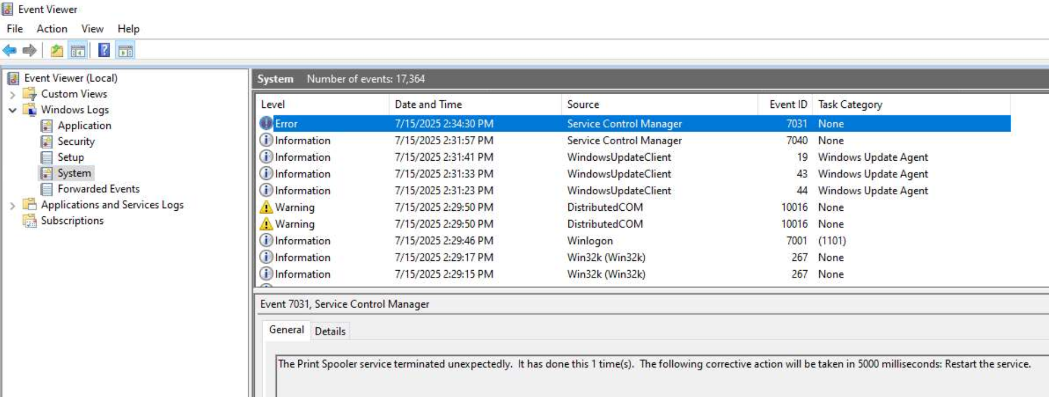 Event Viewer
File Action View Help
Event Viewer (Local)
Custom Views
Windows Logs
Application
Security
Setup
System
Forwarded Events
Applications and Services Logs
Subscriptions
System Number of events: 17,364
Level Date and Time Source Event ID Task Category
Error 7/15/2025 2:34:30 PM Service Control Manager 7031 None
Information 7/15/2025 2:31:57 PM Service Control Manager 7040 None
Information 7/15/2025 2:31:41 PM WindowsUpdateClient 19 Windows Update Agent
Information 7/15/2025 2:31:33 PM WindowsUpdateClient 43 Windows Update Agent
Information 7/15/2025 2:31:23 PM WindowsUpdateClient 44 Windows Update Agent
Warning 7/15/2025 2:29:50 PM DistributedCOM 10016 None
Warning 7/15/2025 2:29:50 PM DistributedCOM 10016 None
Information 7/15/2025 2:29:46 PM Winlogon 7001 (1101)
Information 7/15/2025 2:29:17 PM Win32k (Win32k) 267 None
Information 7/15/2025 2:29:15 PM Win32k (Win32k) 267 None
Event 7031, Service Control Manager
General Details
The Print Spooler service terminated unexpectedly. It has done this 1 time(s). The following corrective action will be taken in 5000 milliseconds: Restart the service.